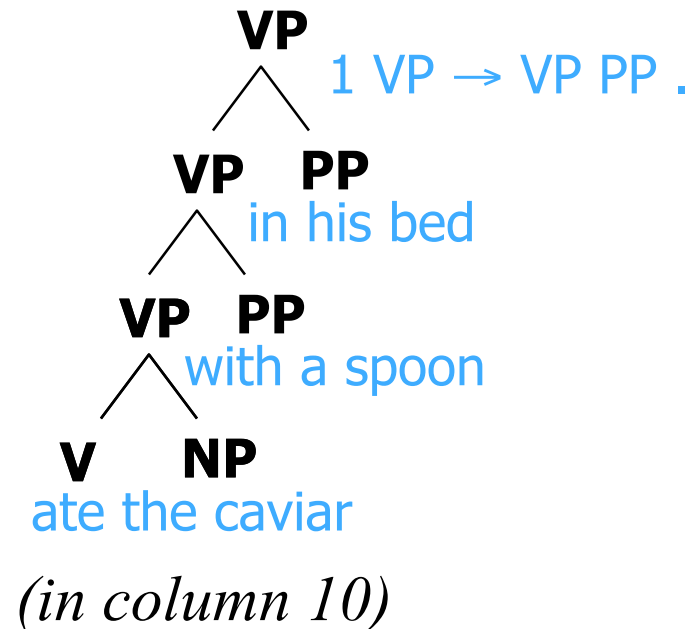 VP
1 VP → VP PP .
VP PP
in his bed
VP PP
with a spoon
V NP
ate the caviar
(in column 10)